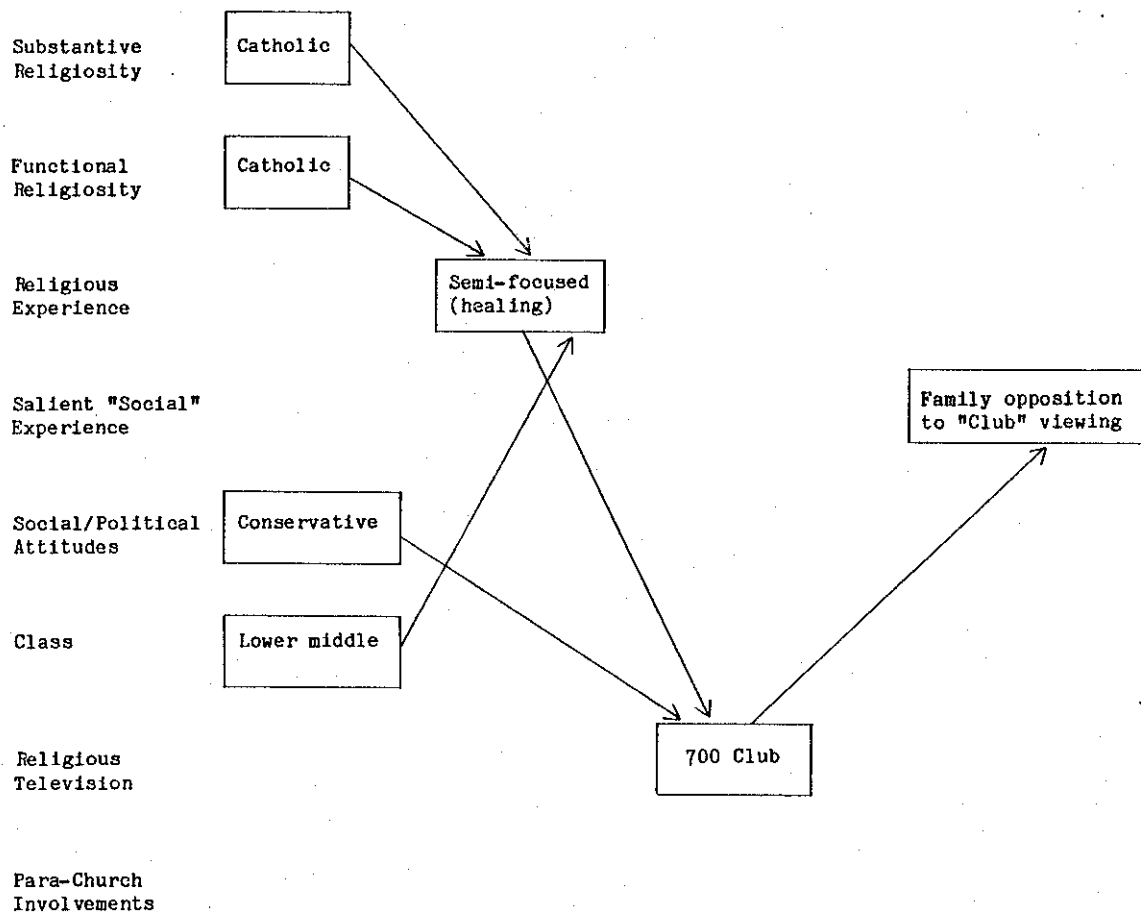 Substantive
Religiosity
Catholic
Functional
Religiosity
Catholic
Religious
Experience
Semi-focused
(healing)
Salient "Social"
Experience
Family opposition
to "Club" viewing
Social/Political
Attitudes
Conservative
Class
Lower middle
Religious
Television
700 Club
Para-Church
Involvements